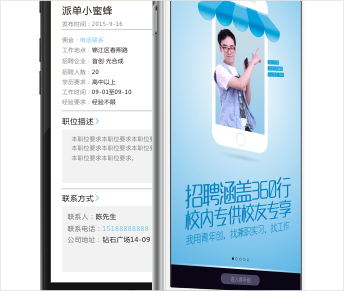 派单小蜜蜂
发布时间：2015-9-16
佣金：电话联系
工作地点：锦江区春熙路
招聘企业：首创·光合成
招聘人数：20
学历要求：高中以上
工作时间：09-01至09-10
经验要求：经验不限
职位描述
本职位要求本职位要求本职位要
本职位要求本职位要求本职位要
本职位要求本职位要求。
联系方式
联系人：陈先生
联系电话：15188888888
公司地址：钻石广场14-09
招聘涵盖360行
校内专供校友专享
我用青年创，找兼职实习，找工作